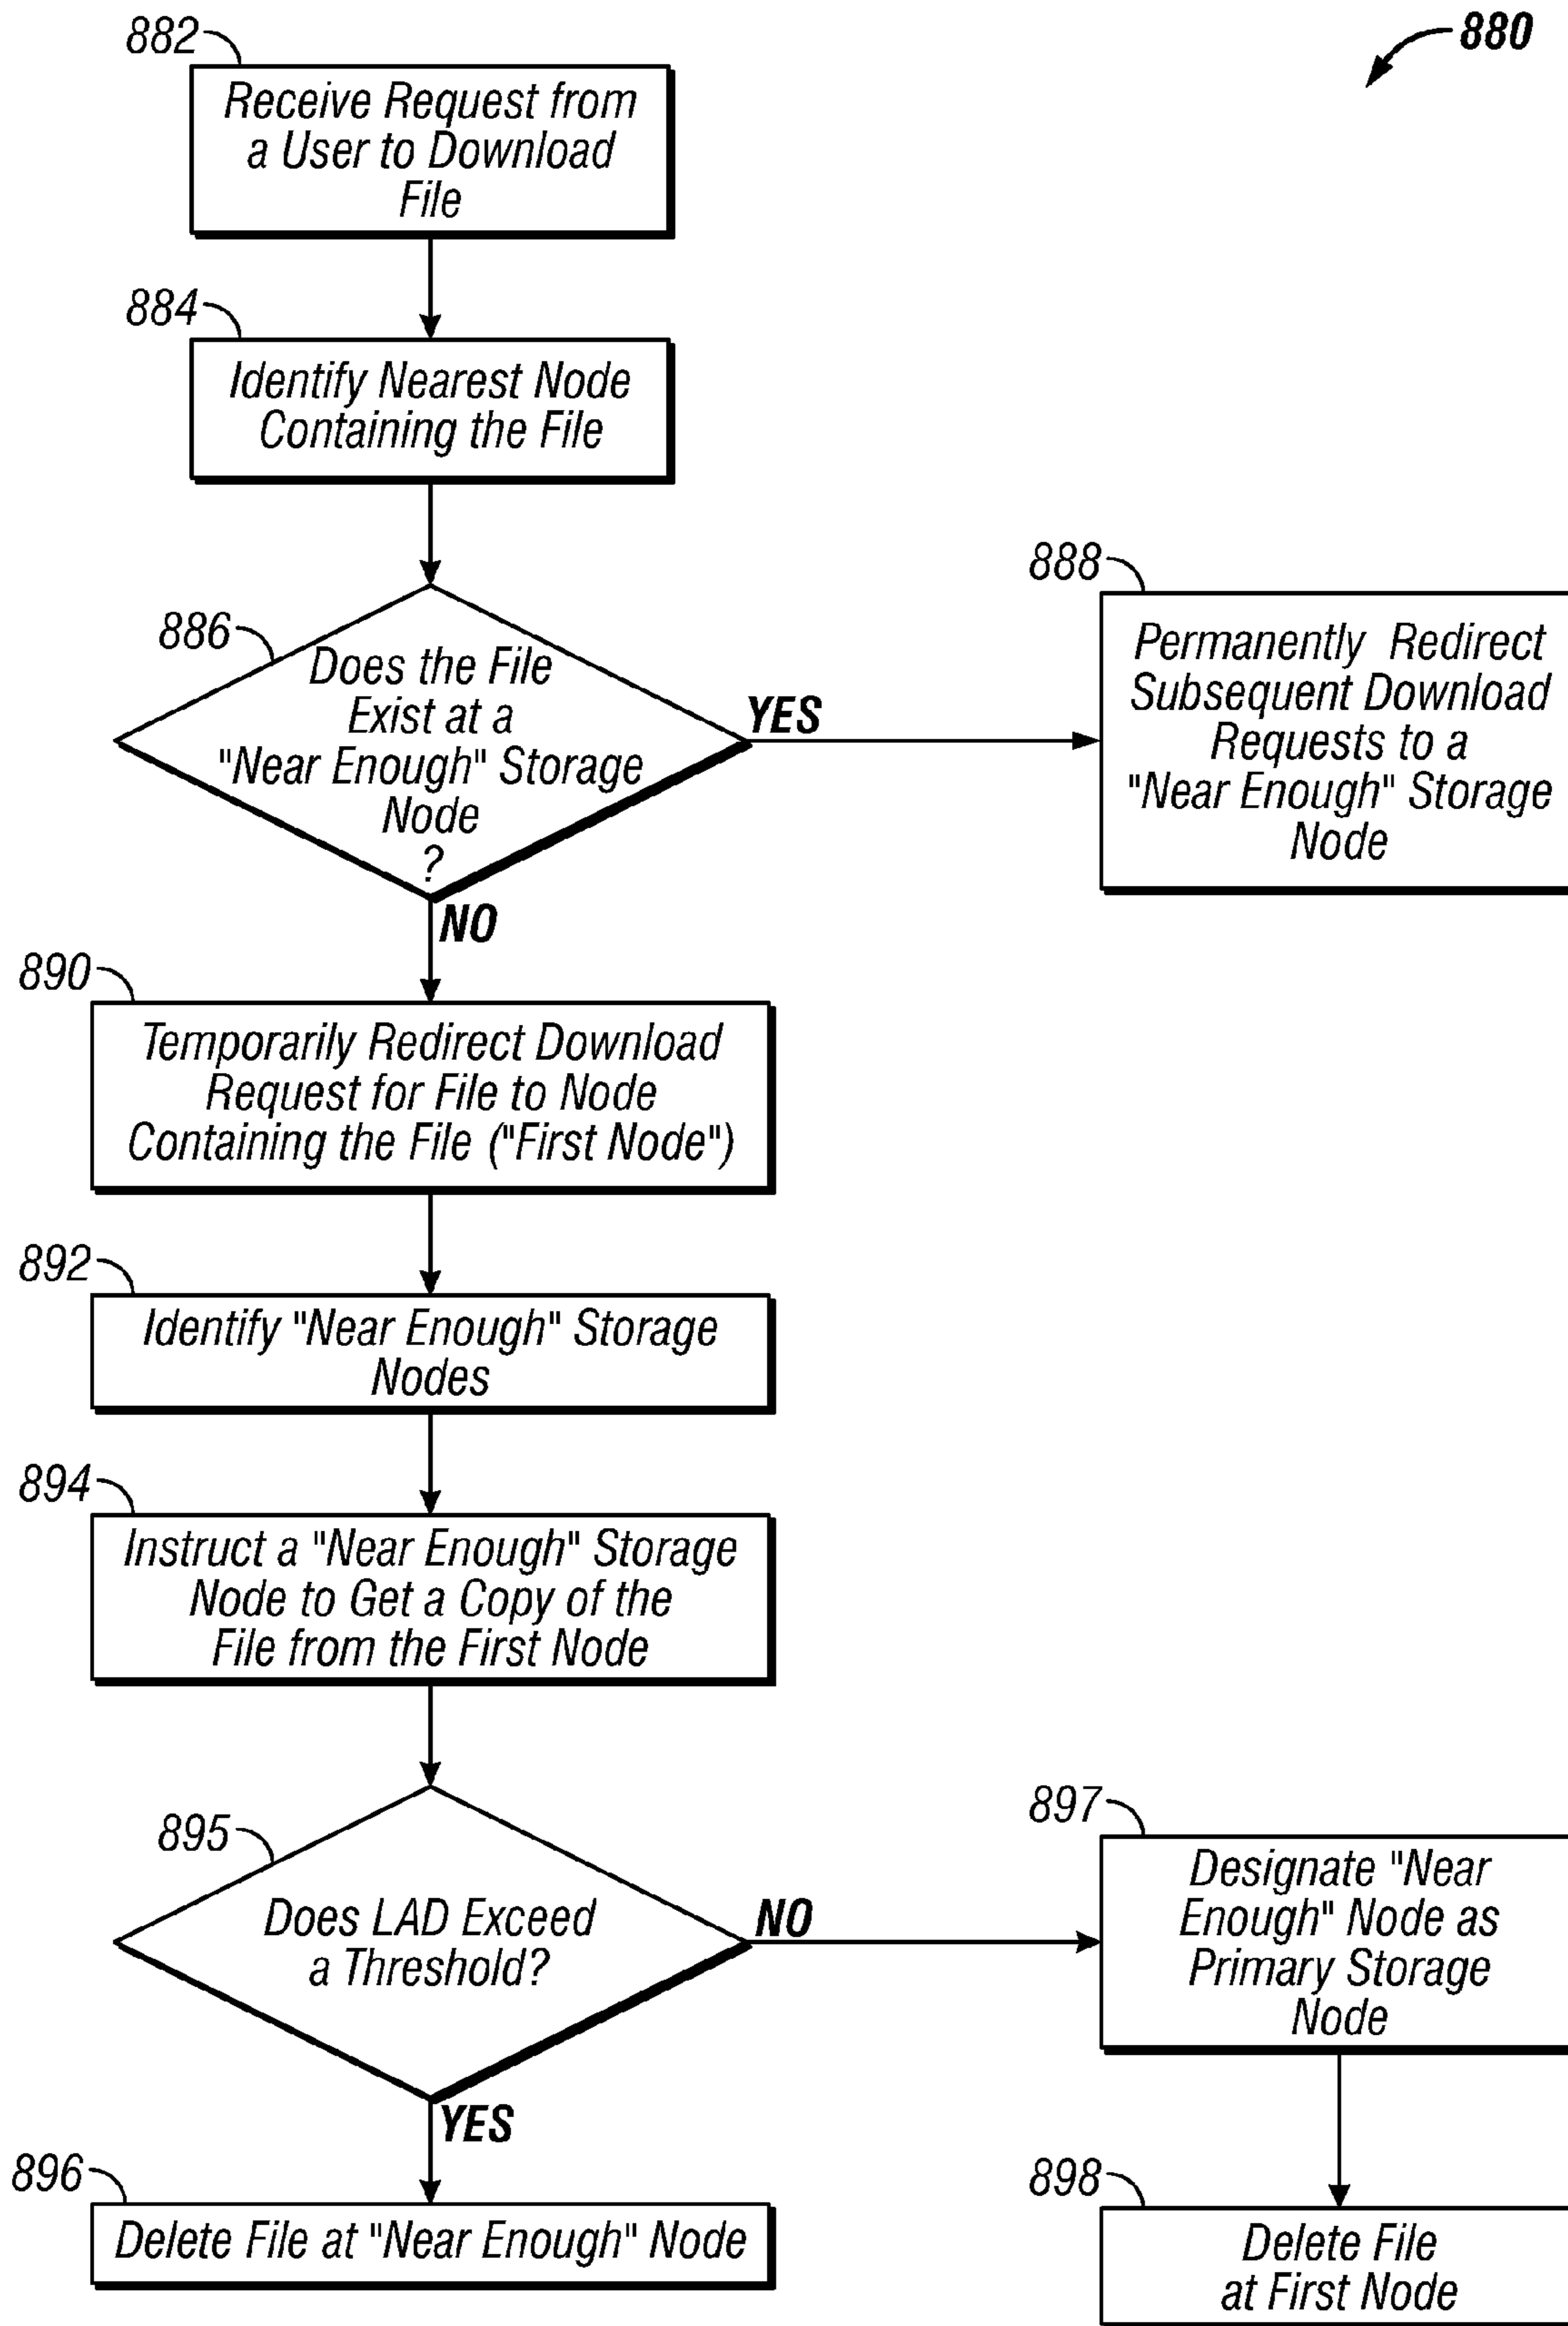 880
882
Receive Request from
a User to Download
File
884
Identify Nearest Node
Containing the File
886
Does the File
Exist at a
"Near Enough" Storage
Node
?
YES
888
Permanently Redirect
Subsequent Download
Requests to a
"Near Enough" Storage
Node
NO
890
Temporarily Redirect Download
Request for File to Node
Containing the File ("First Node")
892
Identify "Near Enough" Storage
Nodes
894
Instruct a "Near Enough" Storage
Node to Get a Copy of the
File from the First Node
895
Does LAD Exceed
a Threshold?
NO
897
Designate "Near
Enough" Node as
Primary Storage
Node
YES
896
Delete File at "Near Enough" Node
898
Delete File
at First Node